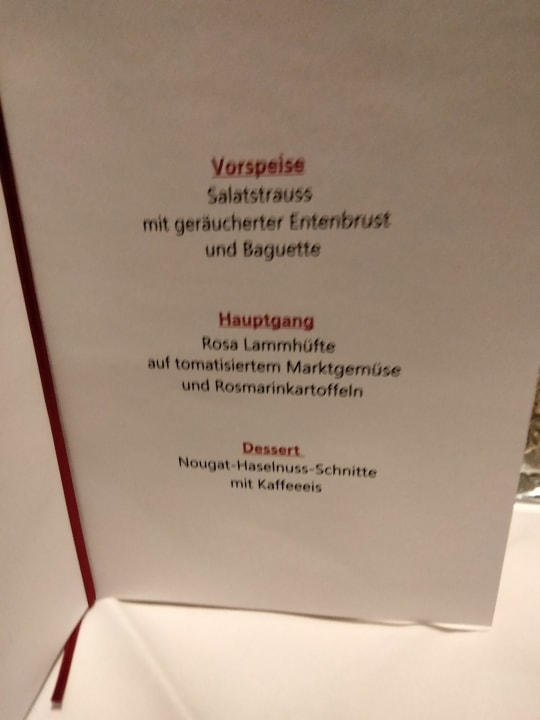 Vorspeise
Salatstrauss
mit geräucherter Entenbrust
und Baguette
Hauptgang
Rosa Lammhüfte
auf tomatisiertem Marktgemüse
und Rosmarinkartoffeln
Dessert
Nougat-Haselnuss-Schnitte
mit Kaffeeeis